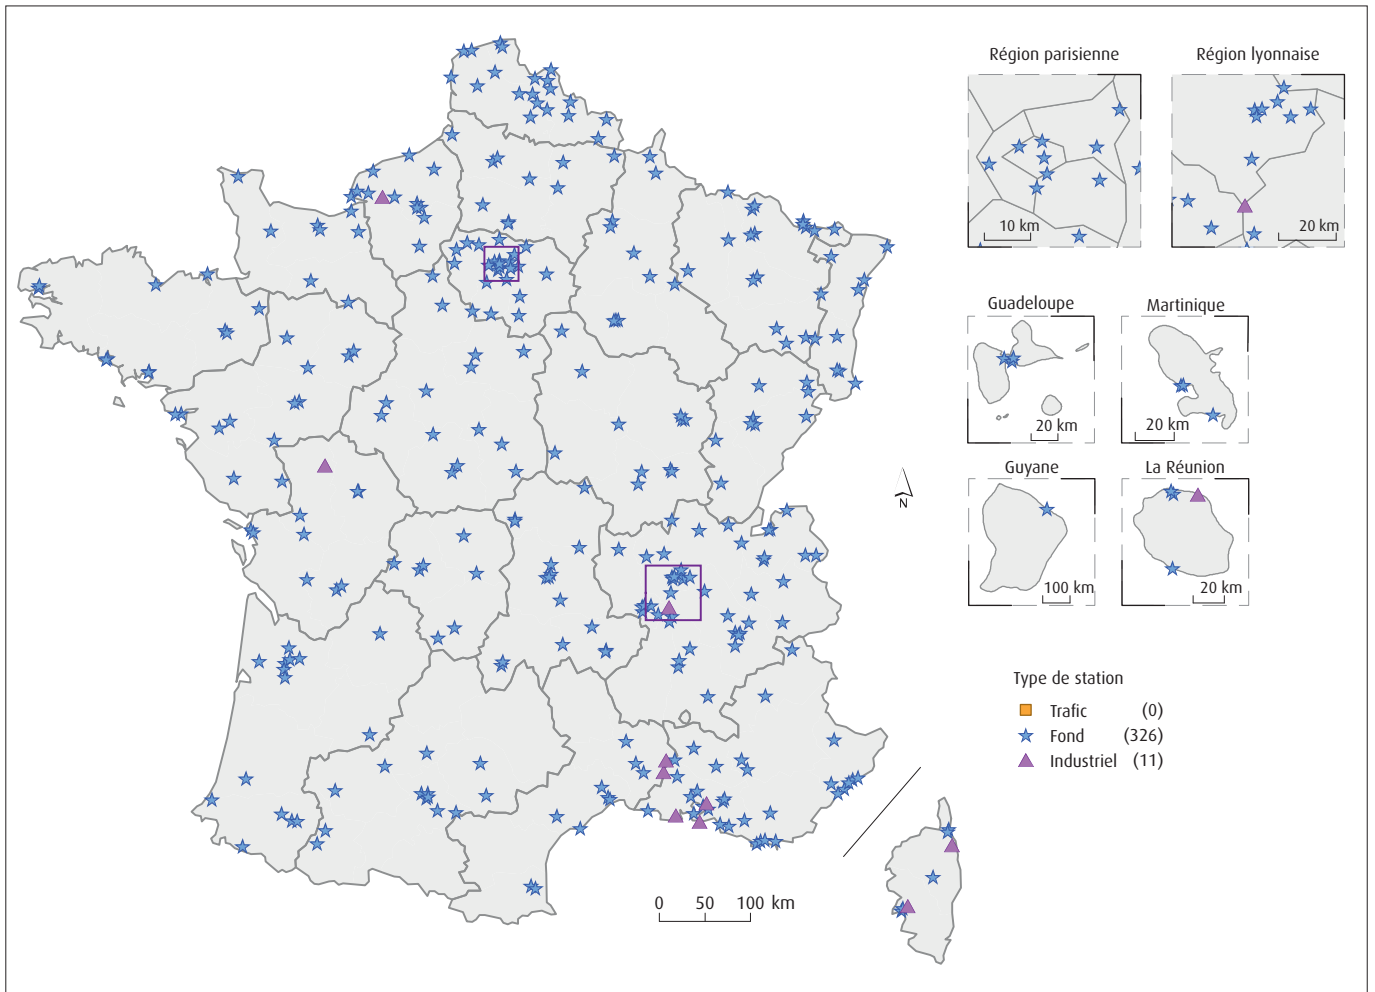 Région parisienne
Région lyonnaise
10 km
20 km
Guadeloupe
Martinique
20 km
20 km
Guyane
La Réunion
100 km
20 km
N
Type de station
Trafic (0)
Fond (326)
Industriel (11)
0 50 100 km